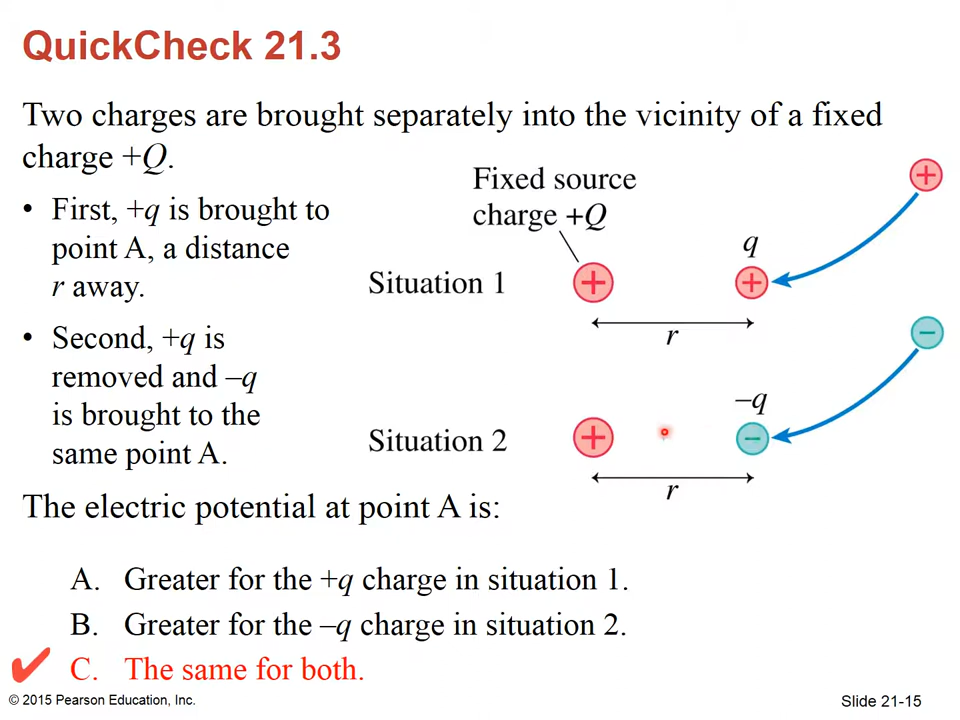 QuickCheck 21.3
Two charges are brought separately into the vicinity of a fixed
charge +Q.
• First, +q is brought to
point A, a distance
r away.
• Second, +q is
removed and –q
is brought to the
same point A.
Fixed source
charge +Q
+
q
Situation 1
+
+
r
–
–q
Situation 2
+
–
r
The electric potential at point A is:
A. Greater for the +q charge in situation 1.
B. Greater for the –q charge in situation 2.
C. The same for both.
© 2015 Pearson Education, Inc.
Slide 21-15